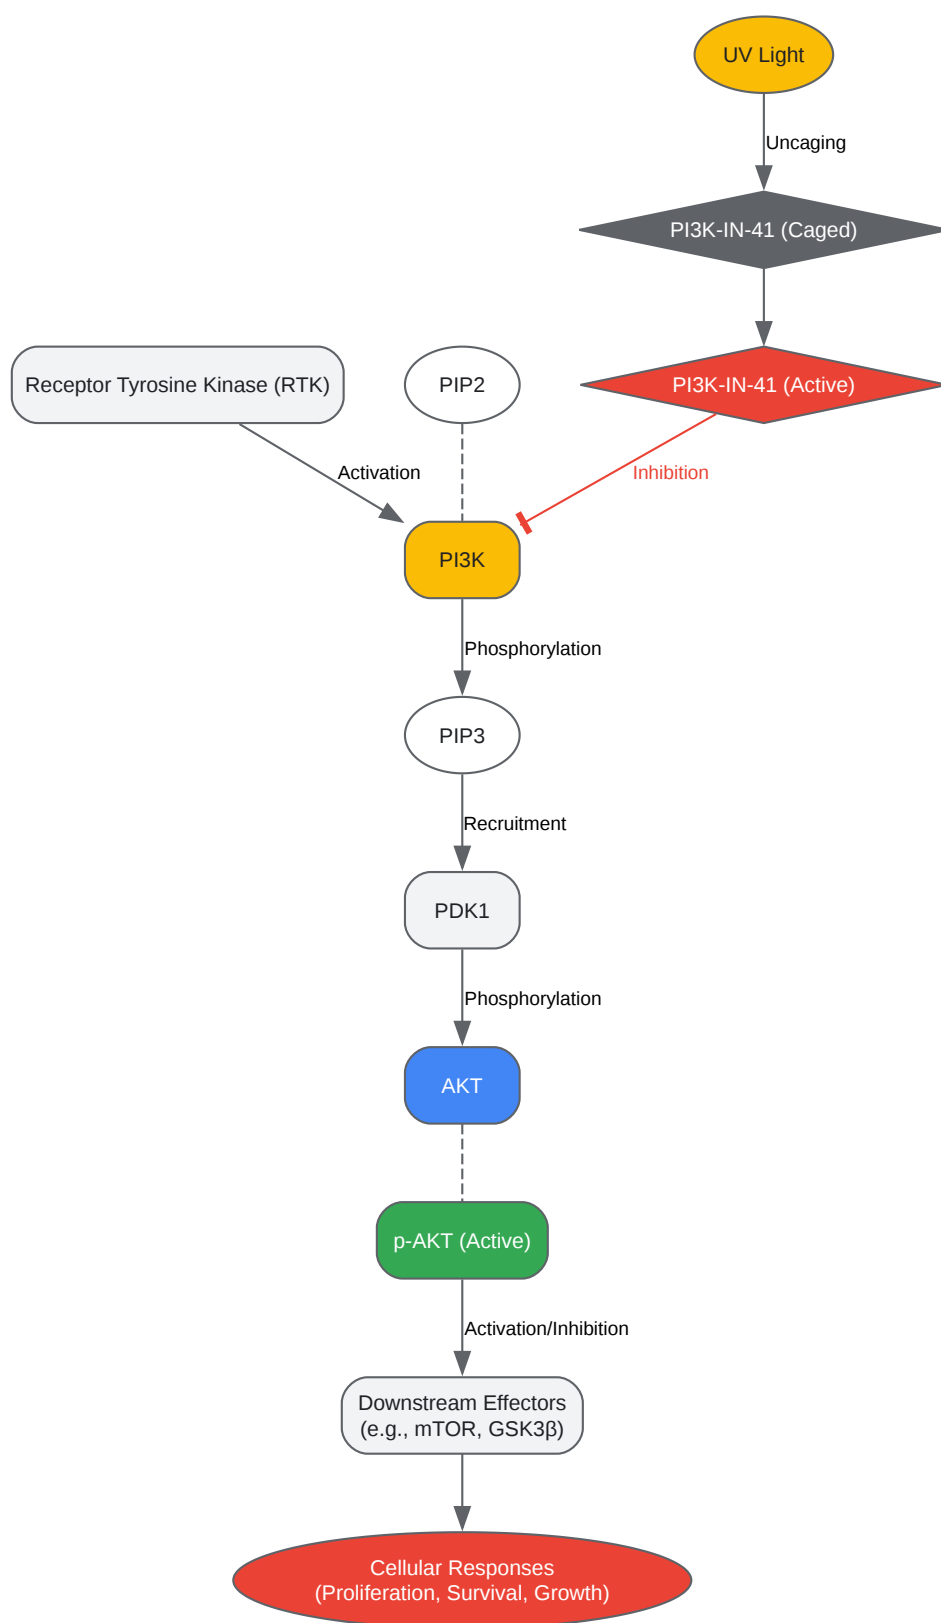 UV Light
Uncaging
PI3K-IN-41 (Caged)
Receptor Tyrosine Kinase (RTK)
PIP2
PI3K-IN-41 (Active)
Activation
Inhibition
PI3K
Phosphorylation
PIP3
Recruitment
PDK1
Phosphorylation
AKT
p-AKT (Active)
Activation/Inhibition
Downstream Effectors
(e.g., mTOR, GSK3β)
Cellular Responses
(Proliferation, Survival, Growth)